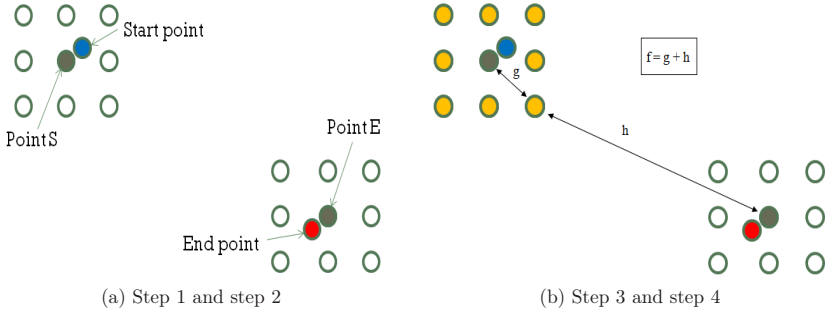 Start point
Point S
Point E
End point
(a) Step 1 and step 2
f = g + h
g
h
(b) Step 3 and step 4